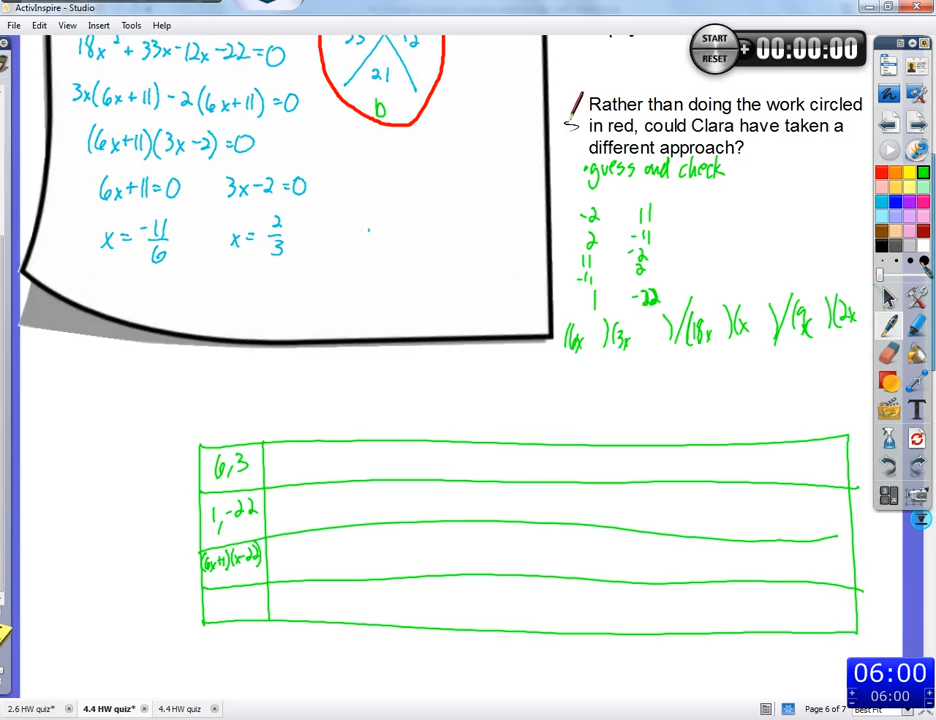 ActivInspire - Studio
File Edit View Insert Tools Help
START
RESET
+ 00:00:00
18x² + 33x - 12x - 22 = 0
3x(6x + 11) - 2(6x + 11) = 0
(6x + 11)(3x - 2) = 0
6x + 11 = 0 3x - 2 = 0
x = -11/6 x = 2/3
33 12
21
b
Rather than doing the work circled
in red, could Clara have taken a
different approach?
• guess and check
-2 11
2 -11
11 -2
-11 2
1 -22
(6x )(3x )/(18x )(x )/(9x )(2x
6,3
1,-22
(6x+1)(x-22)
06:00
06:00
2.6 HW quiz* 4.4 HW quiz* 4.4 HW quiz
Page 6 of 7 Best Fit